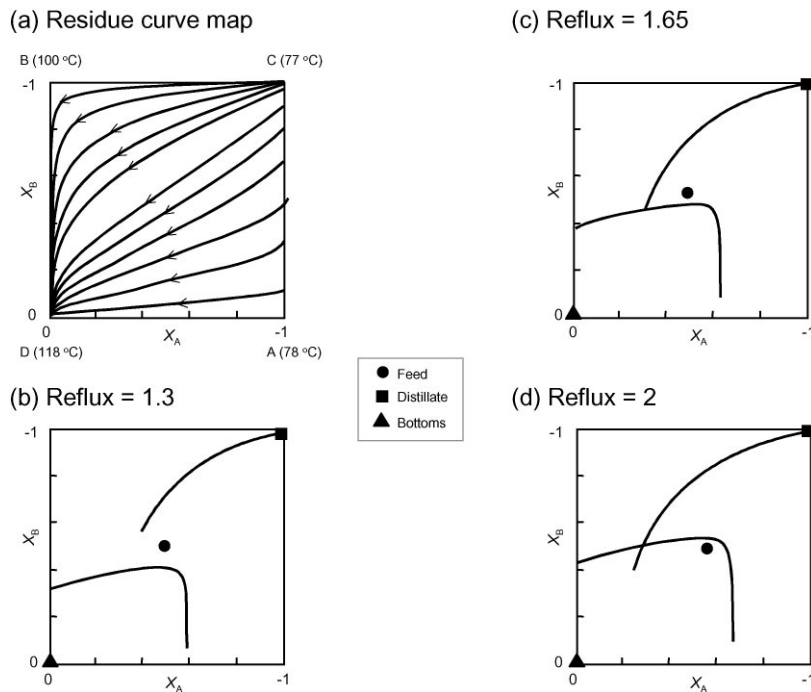 (a) Residue curve map
B (100 °C)
C (77 °C)
-1
X_B
0
0
X_A
-1
D (118 °C)
A (78 °C)
(c) Reflux = 1.65
-1
X_B
0
0
X_A
-1
Feed
Distillate
Bottoms
(b) Reflux = 1.3
-1
X_B
0
0
X_A
-1
(d) Reflux = 2
-1
X_B
0
0
X_A
-1